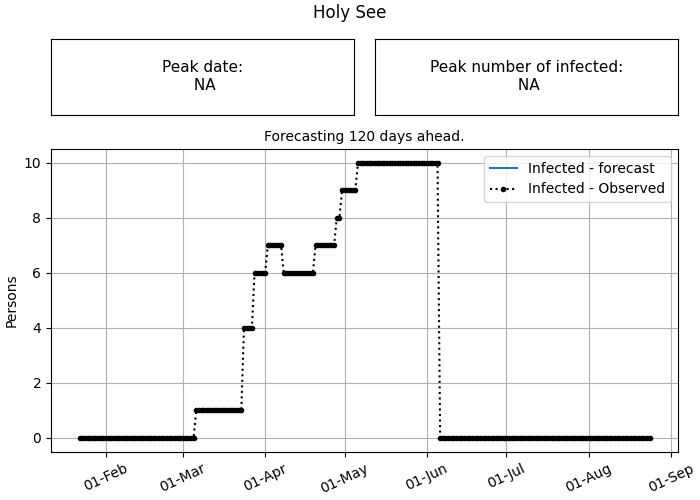 Holy See
Peak date:
NA
Peak number of infected:
NA
Forecasting 120 days ahead.
Infected - forecast
Infected - Observed
Persons
10
8
6
4
2
0
01-Feb
01-Mar
01-Apr
01-May
01-Jun
01-Jul
01-Aug
01-Sep